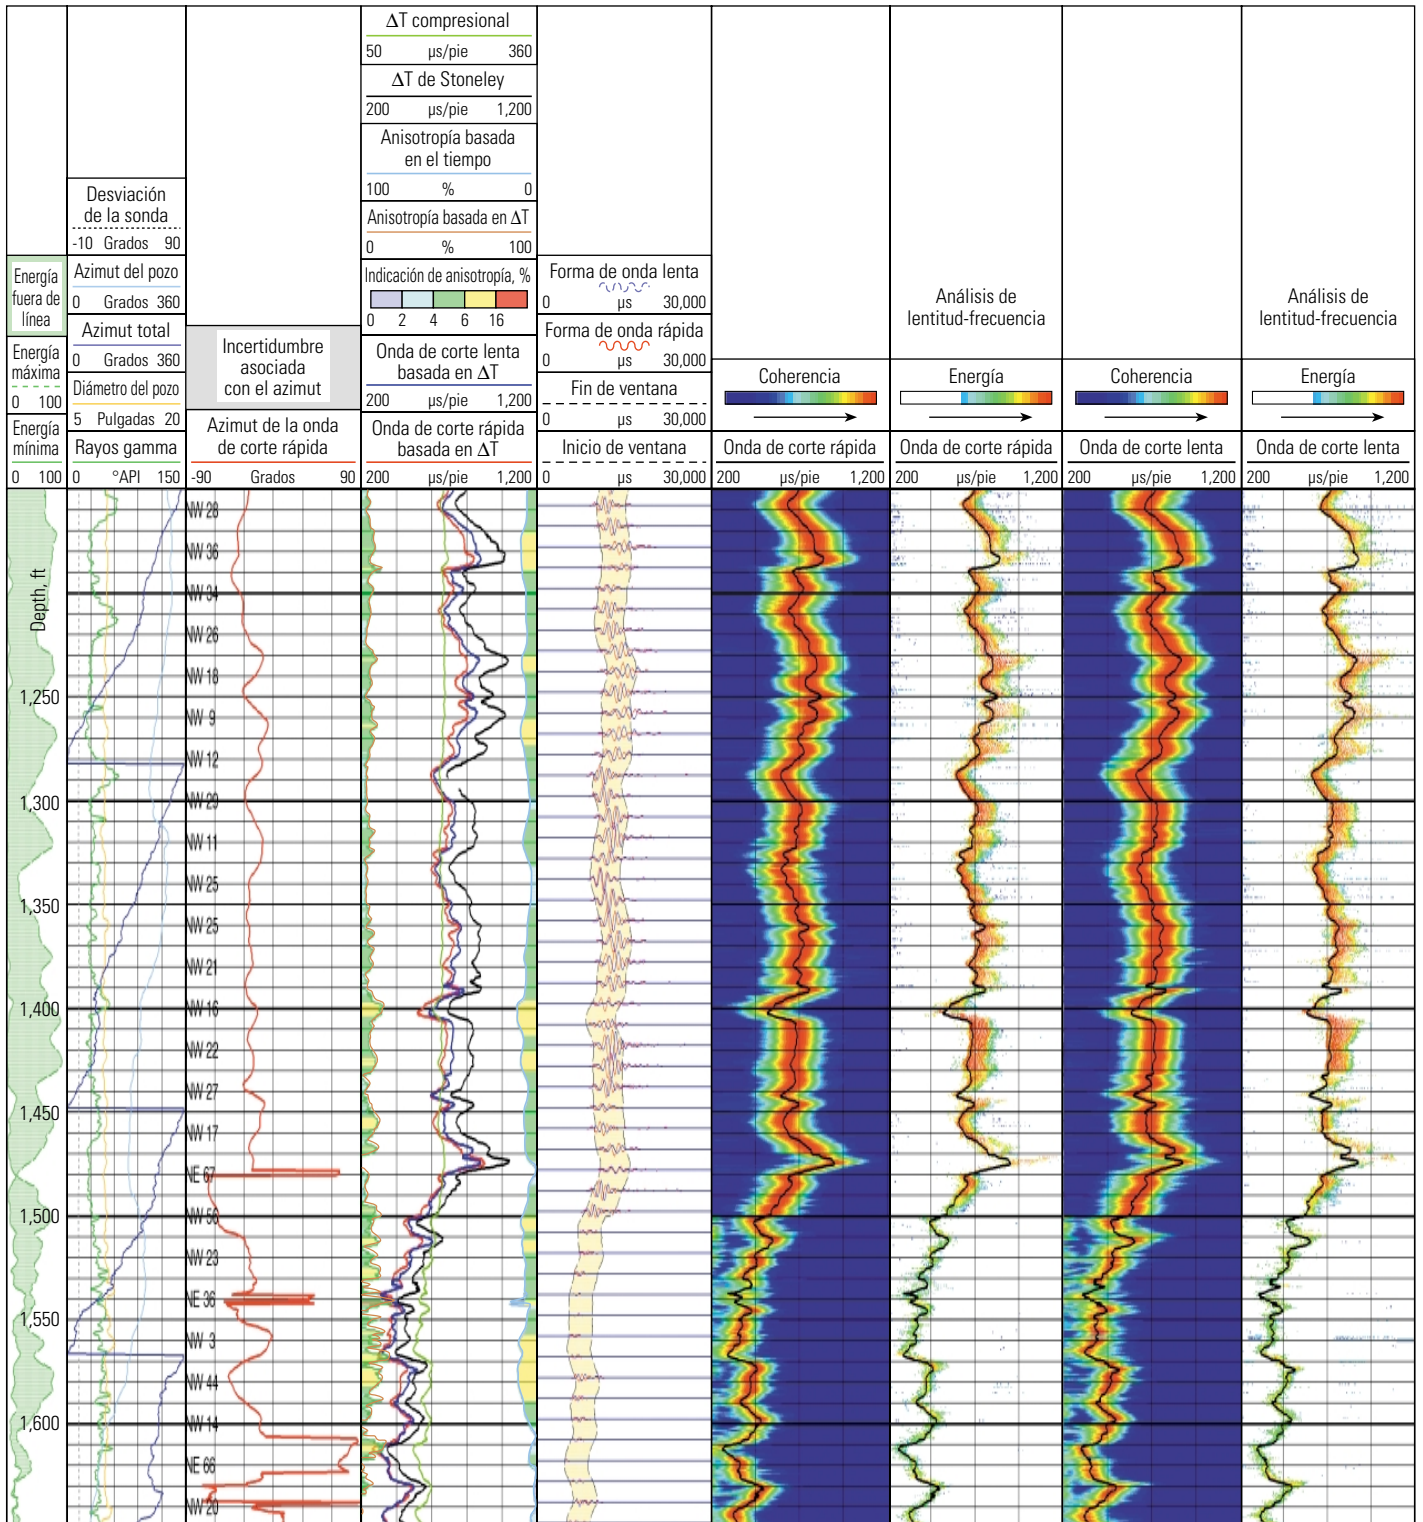 Energía
fuera de
línea
Energía
máxima
0 100
Energía
mínima
0 100
Desviación
de la sonda
-10 Grados 90
Azimut del pozo
0 Grados 360
Azimut total
0 Grados 360
Diámetro del pozo
5 Pulgadas 20
Rayos gamma
0 °API 150
Incertidumbre
asociada
con el azimut
Azimut de la onda
de corte rápida
-90 Grados 90
ΔT compresional
50 µs/pie 360
ΔT de Stoneley
200 µs/pie 1,200
Anisotropía basada
en el tiempo
100 % 0
Anisotropía basada en ΔT
0 % 100
Indicación de anisotropía, %
0 2 4 6 16
Onda de corte lenta
basada en ΔT
200 µs/pie 1,200
Onda de corte rápida
basada en ΔT
200 µs/pie 1,200
Forma de onda lenta
0 µs 30,000
Forma de onda rápida
0 µs 30,000
Fin de ventana
0 µs 30,000
Inicio de ventana
0 µs 30,000
Coherencia
Onda de corte rápida
200 µs/pie 1,200
Análisis de
lentitud-frecuencia
Energía
Onda de corte rápida
200 µs/pie 1,200
Coherencia
Onda de corte lenta
200 µs/pie 1,200
Análisis de
lentitud-frecuencia
Energía
Onda de corte lenta
200 µs/pie 1,200
Depth, ft
1,250
1,300
1,350
1,400
1,450
1,500
1,550
1,600
NW 28
NW 36
NW 34
NW 26
NW 18
NW 9
NW 12
NW 20
NW 11
NW 25
NW 25
NW 21
NW 16
NW 22
NW 27
NW 17
NE 67
NW 56
NW 23
NE 36
NW 3
NW 44
NW 14
NE 66
NW 20